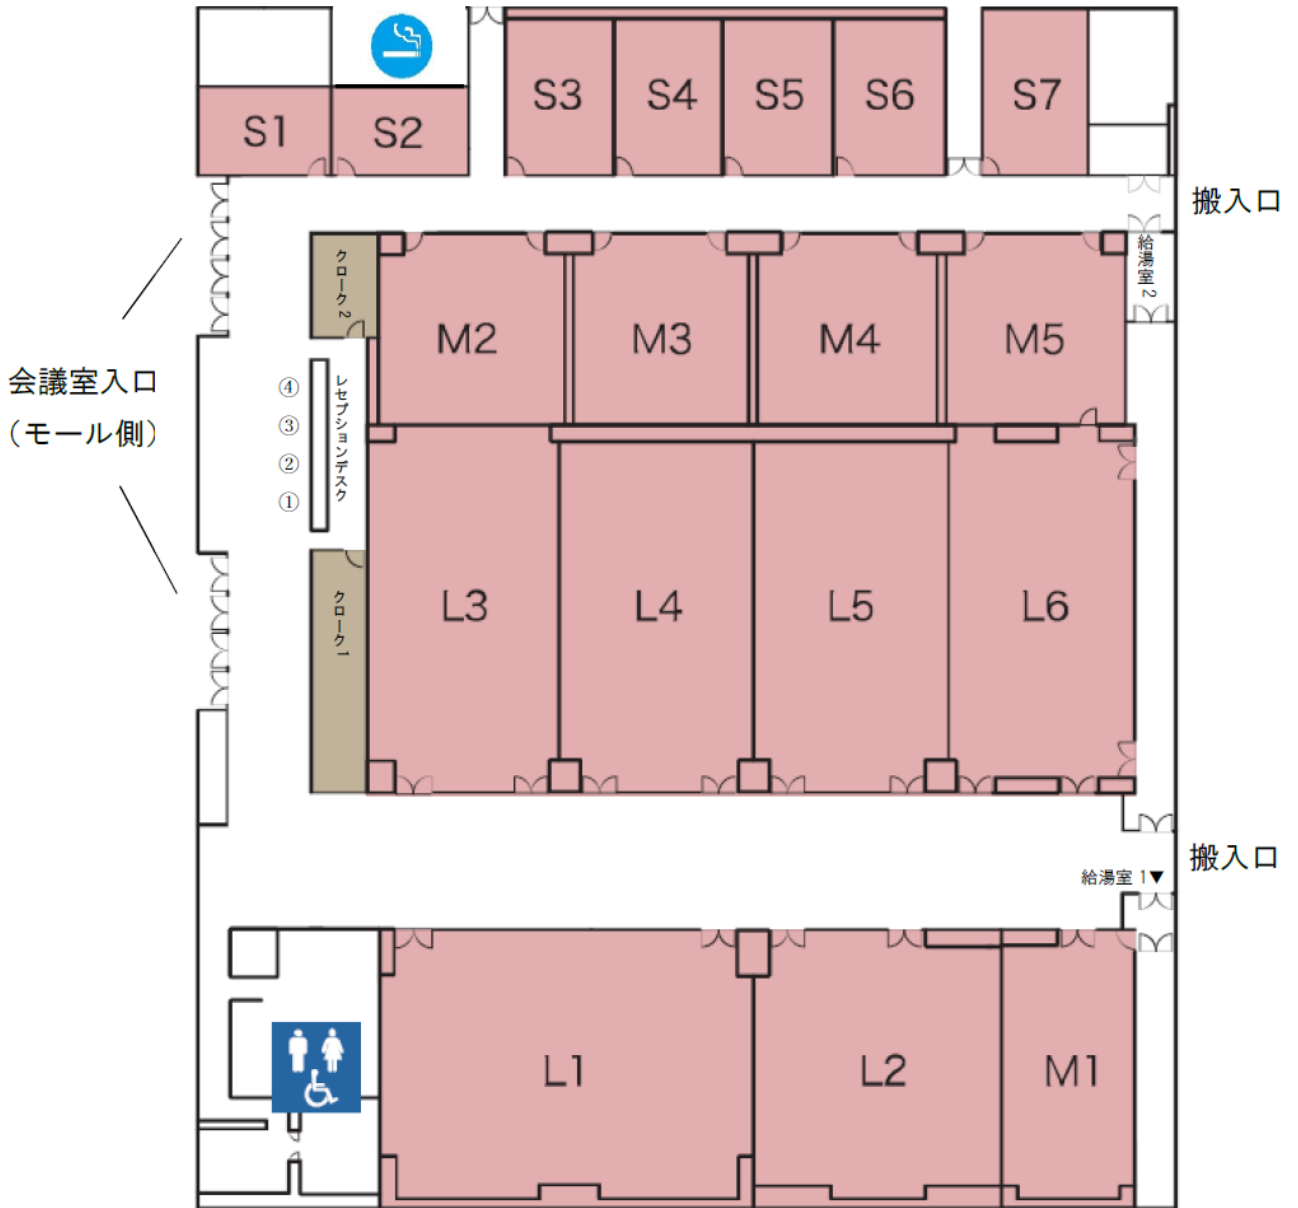 S1
S2
S3
S4
S5
S6
S7
搬入口
クローク2
M2
M3
M4
M5
給湯室2
会議室入口
（モール側）
④
③
②
①
レセプションデスク
クローク1
L3
L4
L5
L6
搬入口
給湯室 1▼
L1
L2
M1